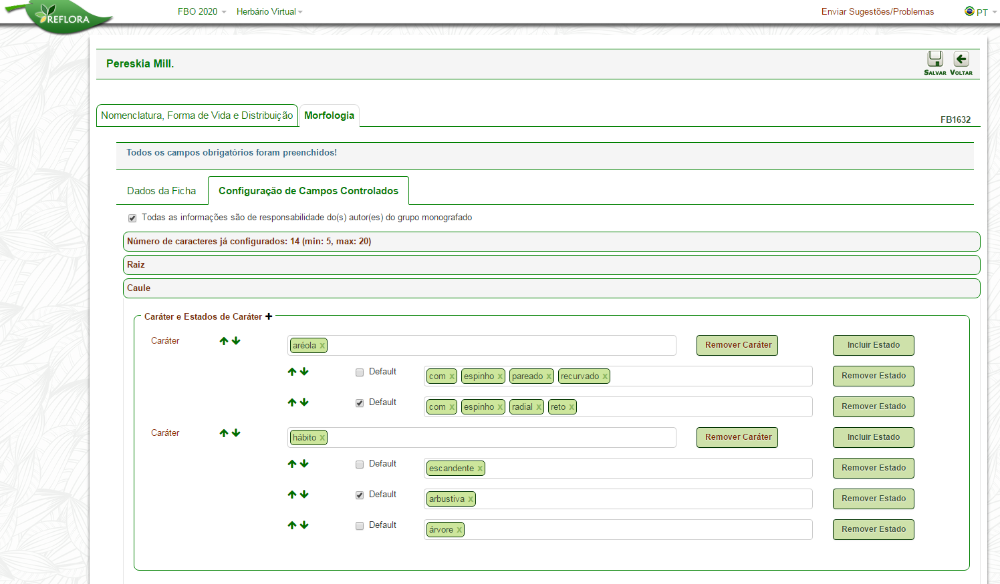 REFLORA
FBO 2020 Herbário Virtual Enviar Sugestões/Problemas PT
Pereskia Mill.
SALVAR VOLTAR
Nomenclatura, Forma de Vida e Distribuição Morfologia
FB1632
Todos os campos obrigatórios foram preenchidos!
Dados da Ficha Configuração de Campos Controlados
Todas as informações são de responsabilidade do(s) autor(es) do grupo monografado
Número de caracteres já configurados: 14 (min: 5, max: 20)
Raiz
Caule
Caráter e Estados de Caráter +
Caráter aréola x Remover Caráter Incluir Estado
Default com x espinho x pareado x recurvado x Remover Estado
Default com x espinho x radial x reto x Remover Estado
Caráter hábito x Remover Caráter Incluir Estado
Default escandente x Remover Estado
Default arbustiva x Remover Estado
Default árvore x Remover Estado